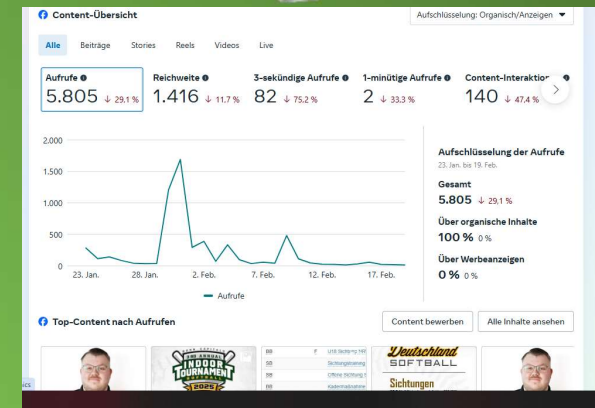 Content-Übersicht
Aufschlüsselung: Organisch/Anzeigen
Alle Beiträge Stories Reels Videos Live
Aufrufe Reichweite 3-sekündige Aufrufe 1-minütige Aufrufe Content-Interaktion
5.805 ↓ 29,1 % 1.416 ↓ 11,7 % 82 ↓ 75,2 % 2 ↓ 33,3 % 140 ↓ 47,4 %
2.000
1.500
1.000
500
0
23. Jan. 28. Jan. 2. Feb. 7. Feb. 12. Feb. 17. Feb.
Aufrufe
Aufschlüsselung der Aufrufe
23. Jan. bis 19. Feb.
Gesamt
5.805 ↓ 29,1 %
Über organische Inhalte
100 % 0 %
Über Werbeanzeigen
0 % 0 %
Top-Content nach Aufrufen
Content bewerben
Alle Inhalte ansehen
2ND ANNUAL
INDOOR
TOURNAMENT
SOFTBALL
2025
Deutschland
SOFTBALL
Sichtungen